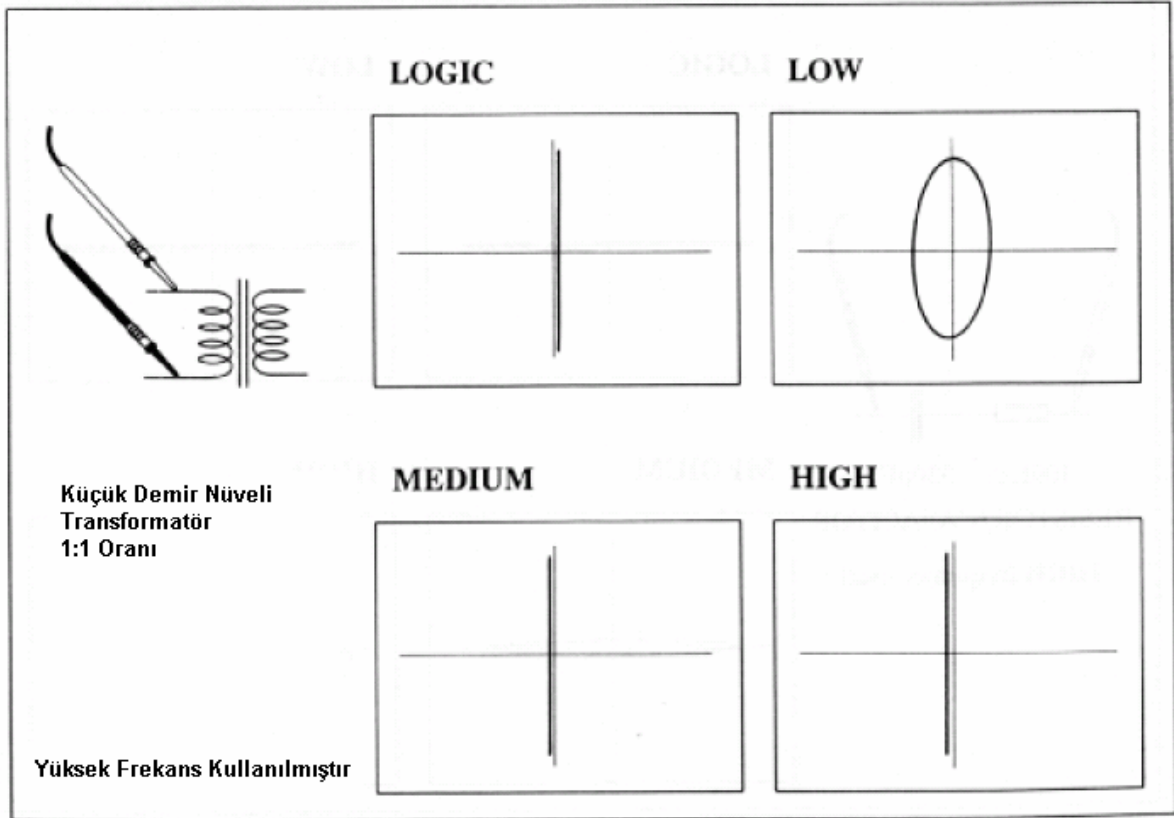 LOGIC
LOW
Küçük Demir Nüveli
Transformatör
1:1 Oranı
MEDIUM
HIGH
Yüksek Frekans Kullanılmıştır